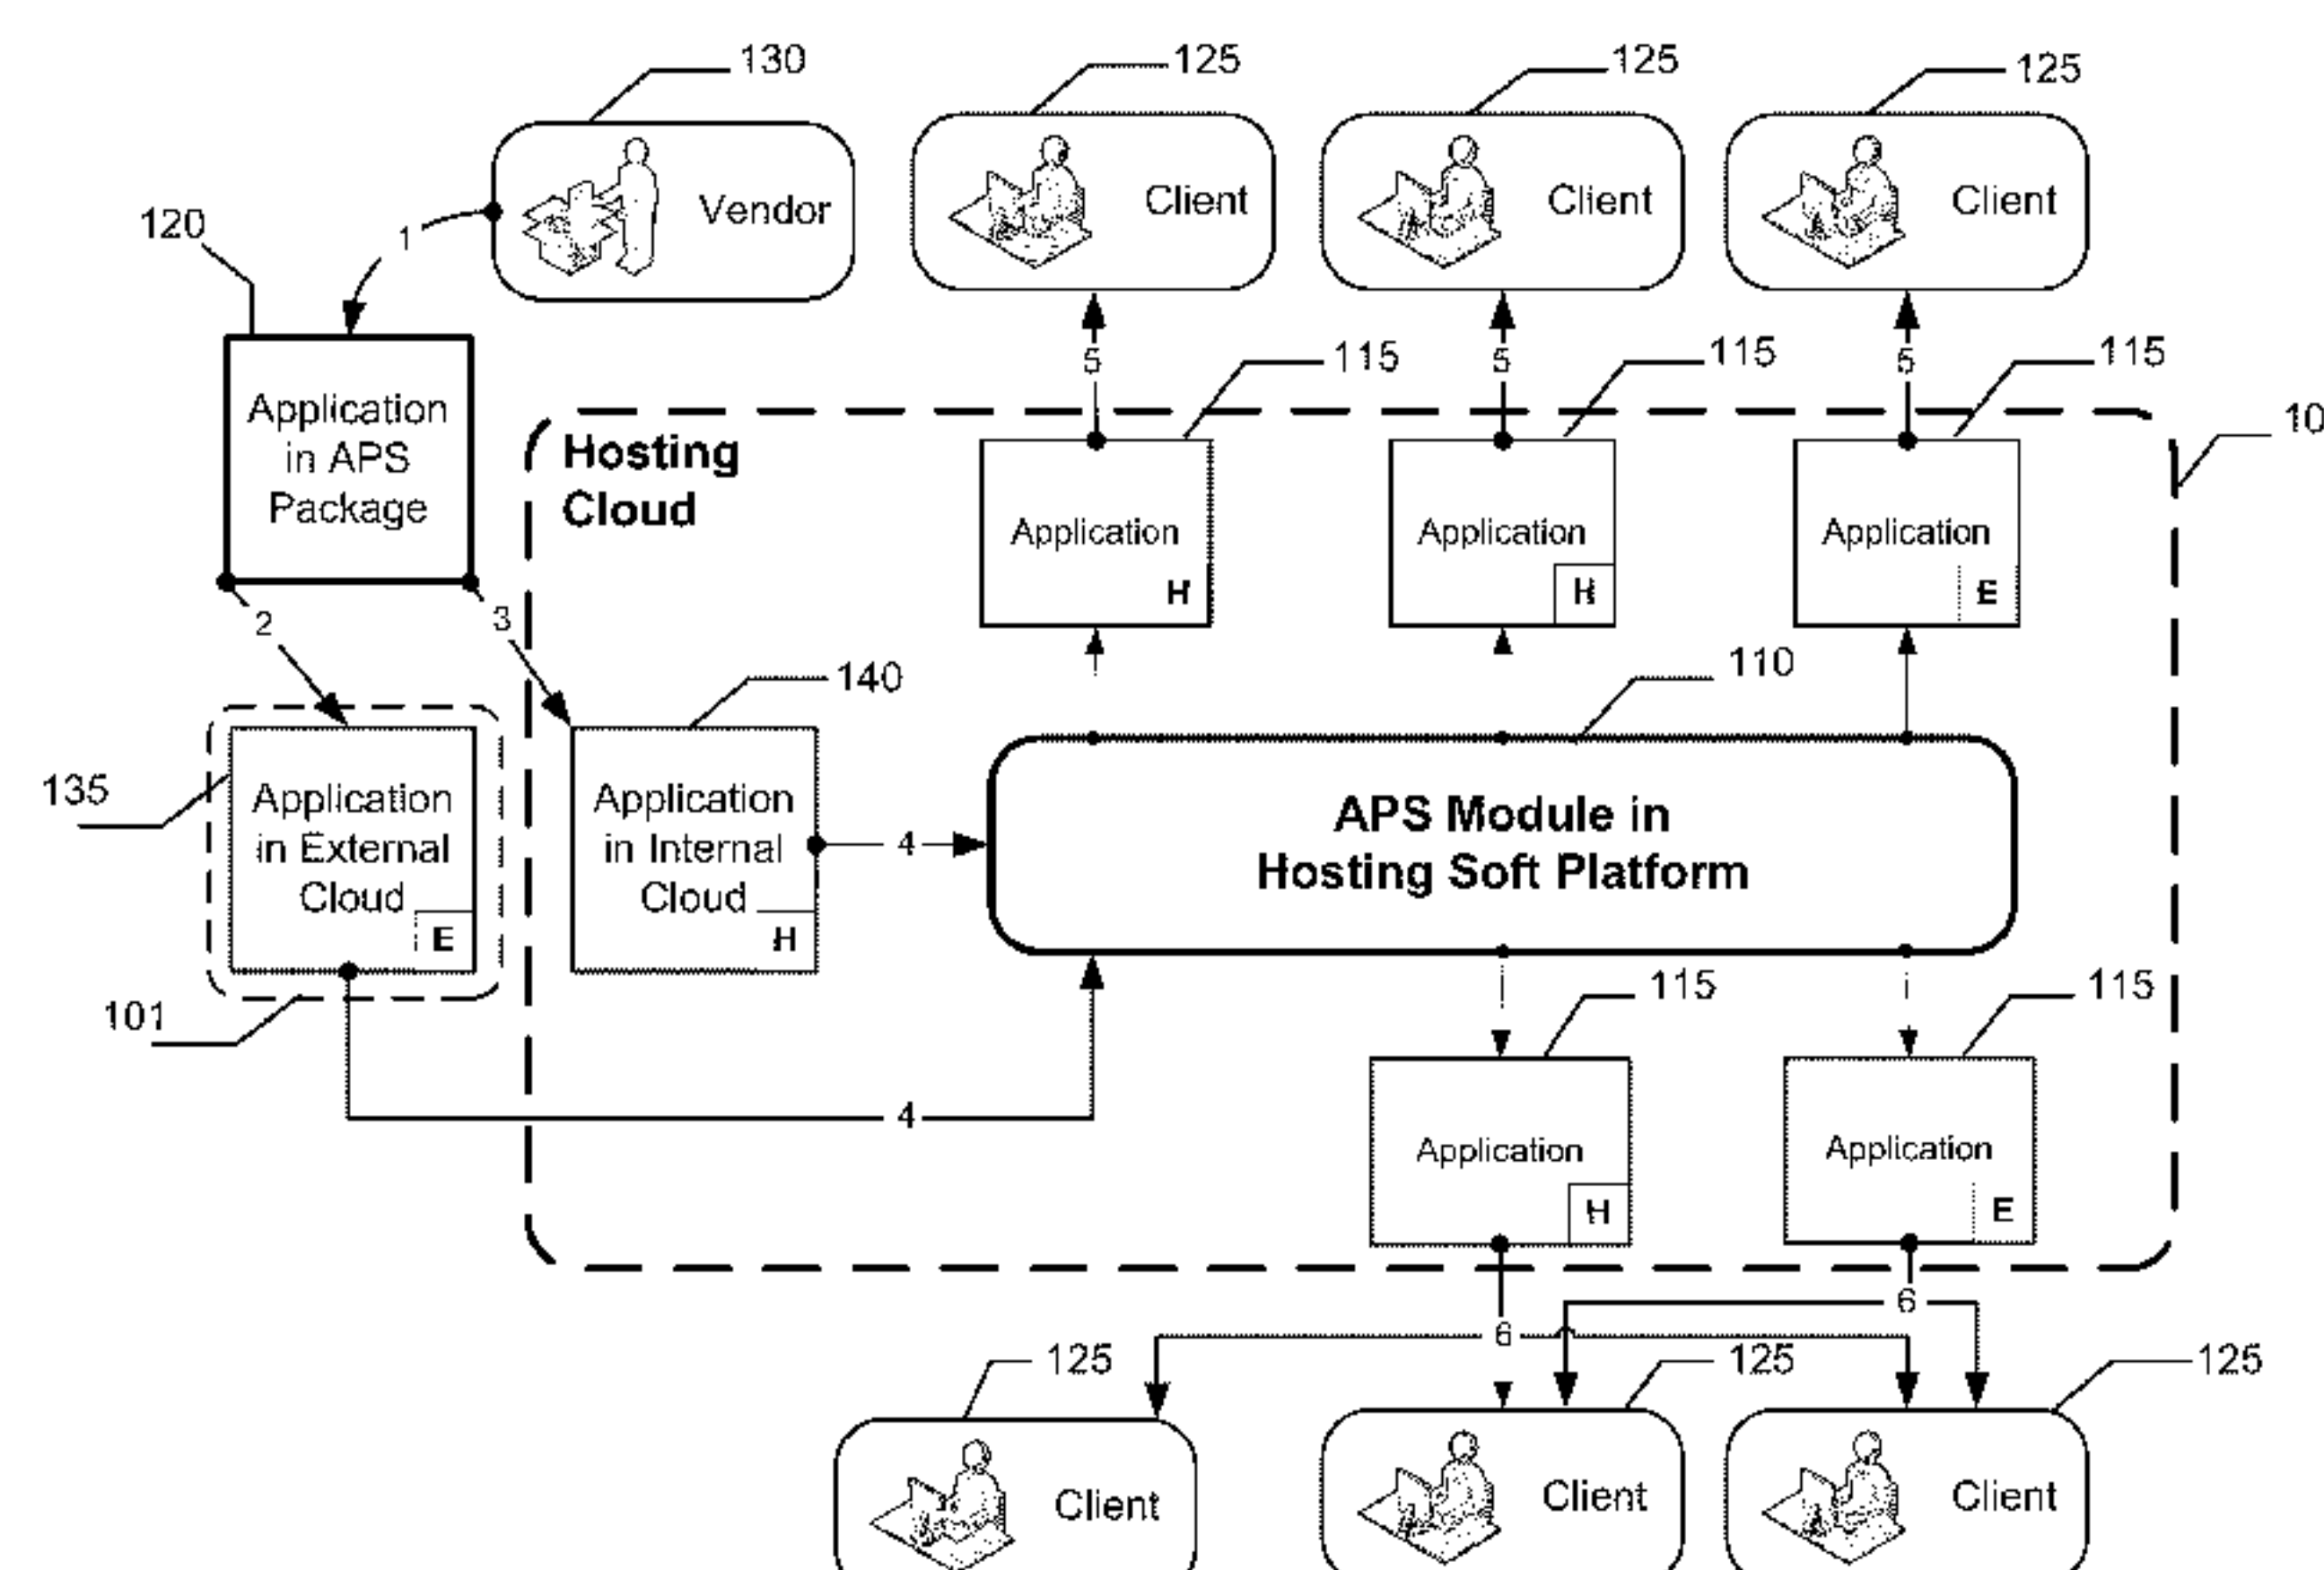 130
125
125
125
Vendor
Client
Client
Client
120
1
5
115
5
115
5
115
Application
in APS
Package
10
Hosting
Cloud
Application
H
Application
H
Application
E
2
3
140
110
135
Application
in External
Cloud
E
Application
in Internal
Cloud
H
4
APS Module in
Hosting Soft Platform
101
115
115
4
Application
H
Application
E
6
6
125
125
125
Client
Client
Client